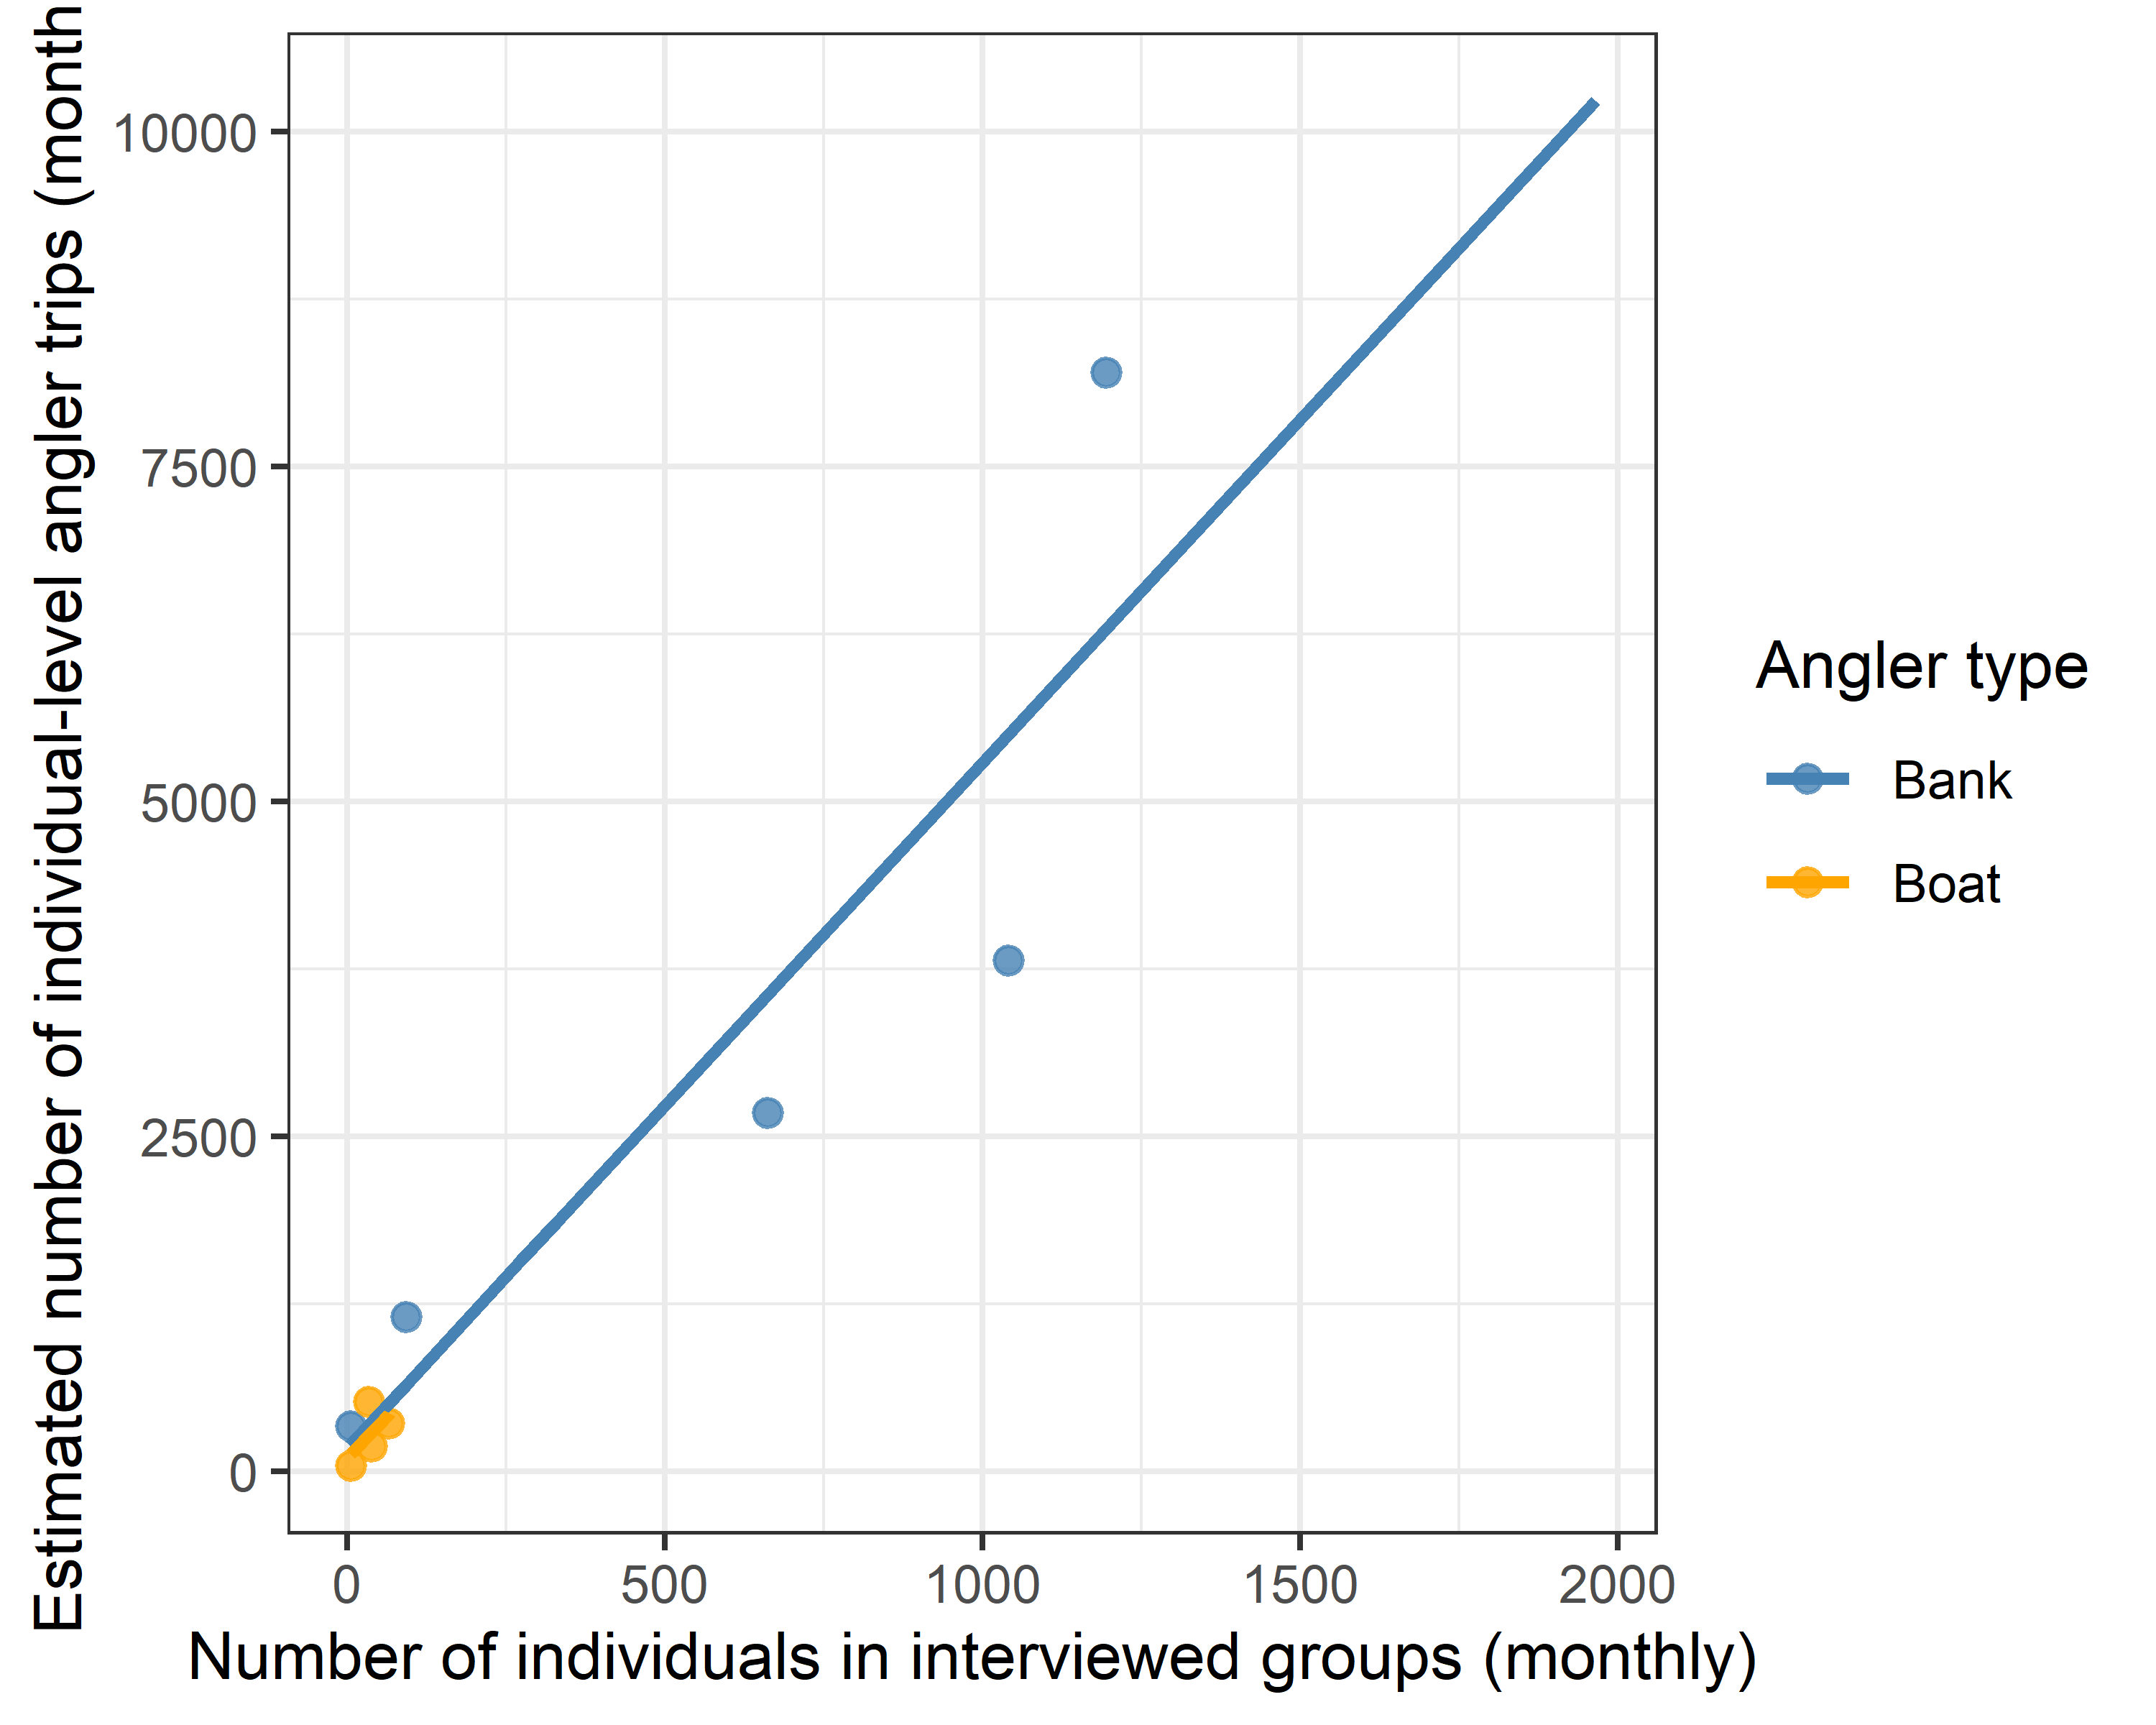 Estimated number of individual-level angler trips (month
10000
7500
5000
2500
0
0
500
1000
1500
2000
Number of individuals in interviewed groups (monthly)
Angler type
Bank
Boat